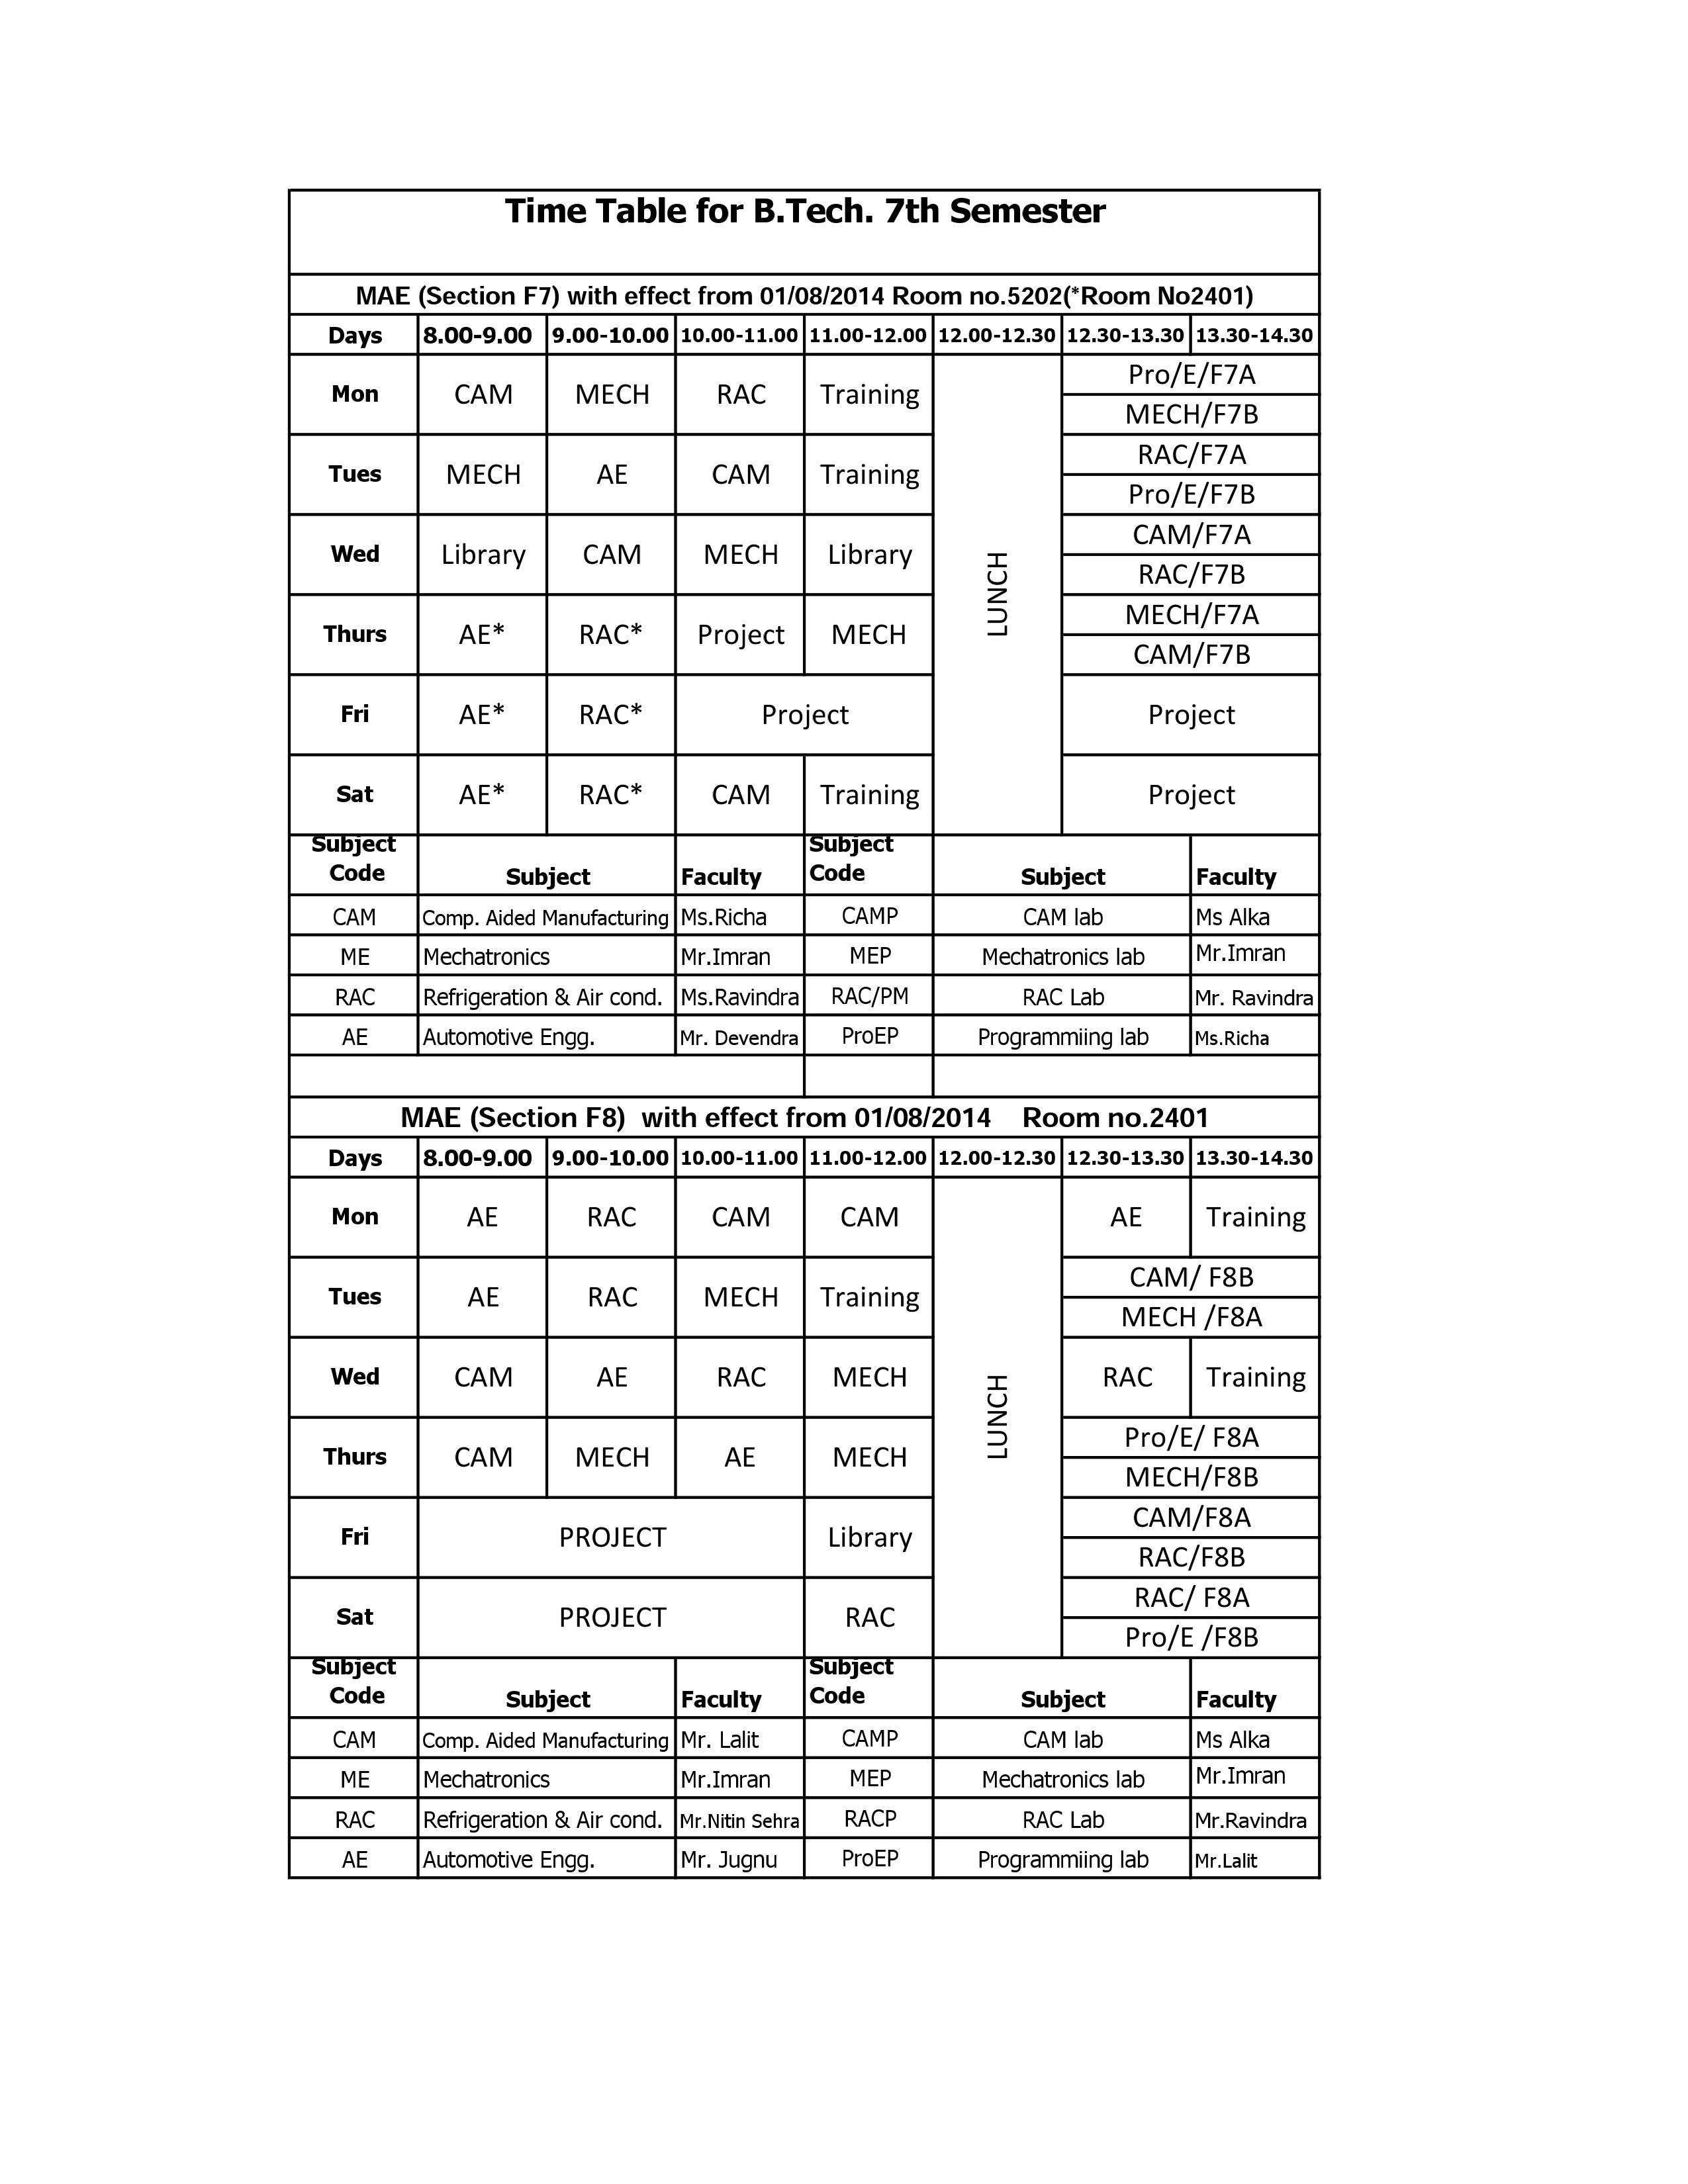 Time Table for B.Tech. 7th Semester
MAE (Section F7) with effect from 01/08/2014 Room no.5202(*Room No2401)
Days 8.00-9.00 9.00-10.00 10.00-11.00 11.00-12.00 12.00-12.30 12.30-13.30 13.30-14.30
Mon CAM MECH RAC Training LUNCH Pro/E/F7A
MECH/F7B
Tues MECH AE CAM Training RAC/F7A
Pro/E/F7B
Wed Library CAM MECH Library CAM/F7A
RAC/F7B
Thurs AE* RAC* Project MECH MECH/F7A
CAM/F7B
Fri AE* RAC* Project Project
Sat AE* RAC* CAM Training Project
Subject Code Subject Faculty Subject Code Subject Faculty
CAM Comp. Aided Manufacturing Ms.Richa CAMP CAM lab Ms Alka
ME Mechatronics Mr.Imran MEP Mechatronics lab Mr.Imran
RAC Refrigeration & Air cond. Ms.Ravindra RAC/PM RAC Lab Mr. Ravindra
AE Automotive Engg. Mr. Devendra ProEP Programmiing lab Ms.Richa
MAE (Section F8) with effect from 01/08/2014 Room no.2401
Days 8.00-9.00 9.00-10.00 10.00-11.00 11.00-12.00 12.00-12.30 12.30-13.30 13.30-14.30
Mon AE RAC CAM CAM LUNCH AE Training
Tues AE RAC MECH Training CAM/ F8B
MECH /F8A
Wed CAM AE RAC MECH RAC Training
Thurs CAM MECH AE MECH Pro/E/ F8A
MECH/F8B
Fri PROJECT Library CAM/F8A
RAC/F8B
Sat PROJECT RAC RAC/ F8A
Pro/E /F8B
Subject Code Subject Faculty Subject Code Subject Faculty
CAM Comp. Aided Manufacturing Mr. Lalit CAMP CAM lab Ms Alka
ME Mechatronics Mr.Imran MEP Mechatronics lab Mr.Imran
RAC Refrigeration & Air cond. Mr.Nitin Sehra RACP RAC Lab Mr.Ravindra
AE Automotive Engg. Mr. Jugnu ProEP Programmiing lab Mr.Lalit